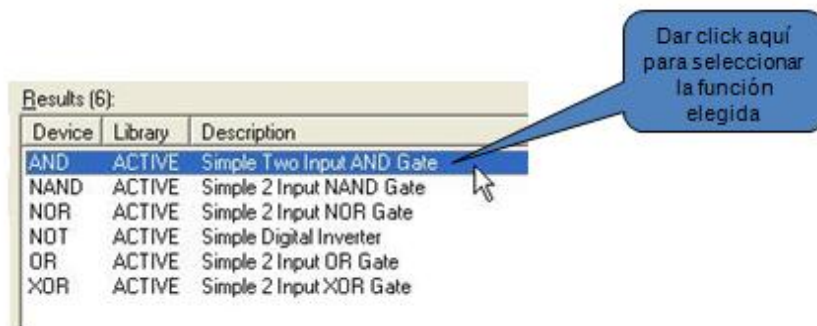 Dar click aquí
para seleccionar
la función
elegida
Results (6):
Device Library Description
AND ACTIVE Simple Two Input AND Gate
NAND ACTIVE Simple 2 Input NAND Gate
NOR ACTIVE Simple 2 Input NOR Gate
NOT ACTIVE Simple Digital Inverter
OR ACTIVE Simple 2 Input OR Gate
XOR ACTIVE Simple 2 Input XOR Gate